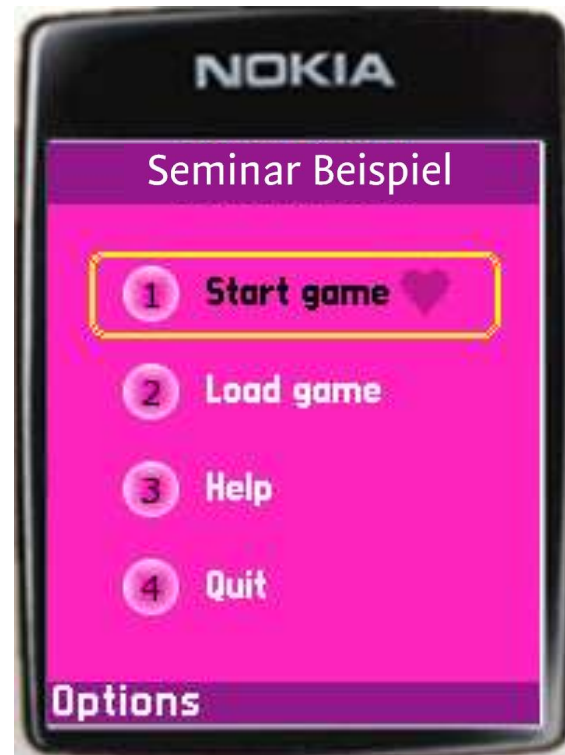 NOKIA
Seminar Beispiel
1 Start game
2 Load game
3 Help
4 Quit
Options